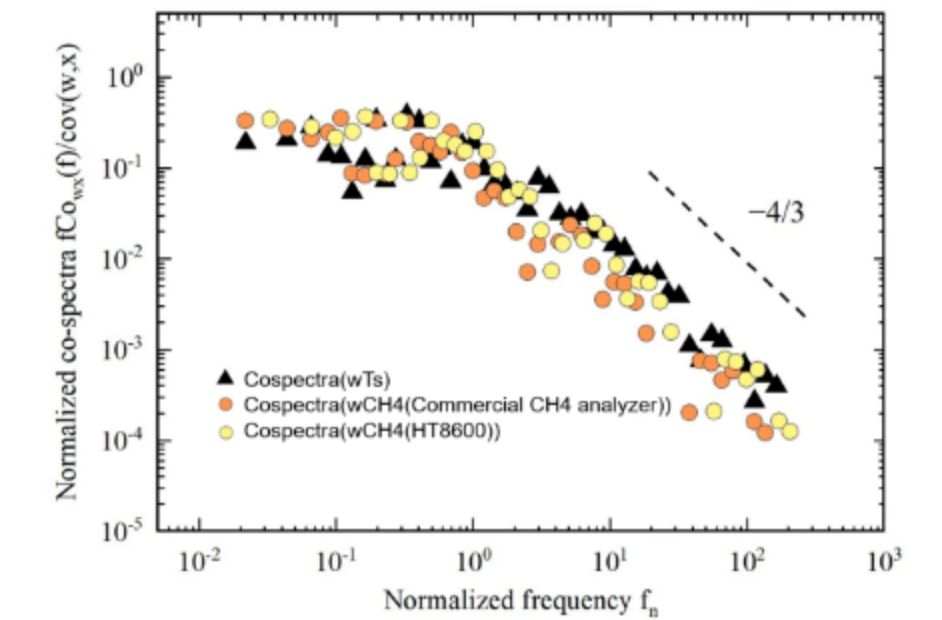 Normalized co-spectra fCo_wx(f)/cov(w,x)
10^0
10^-1
10^-2
10^-3
10^-4
10^-5
−4/3
Cospectra(wTs)
Cospectra(wCH4(Commercial CH4 analyzer))
Cospectra(wCH4(HT8600))
10^-2 10^-1 10^0 10^1 10^2 10^3
Normalized frequency f_n